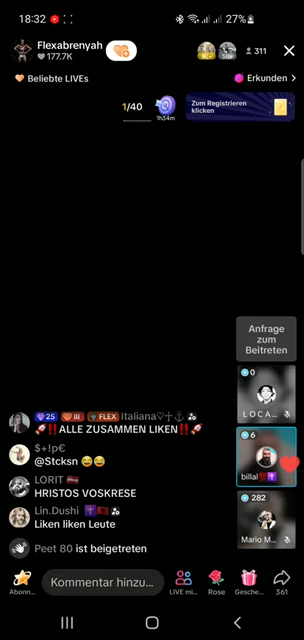 18:32
27%
Flexabrenyah
177.7K
311
Beliebte LIVEs
Erkunden >
1/40
1h34m
Zum Registrieren klicken
Anfrage zum Beitreten
0
L O C A...
6
billal
282
Mario M...
25 III FLEX Italiana
ALLE ZUSAMMEN LIKEN
$+!p€
@Stcksn
LORIT
HRISTOS VOSKRESE
Lin.Dushi
Liken liken Leute
Peet 80 ist beigetreten
Abonn...
Kommentar hinzu...
LIVE mi...
Rose
Gesche...
361